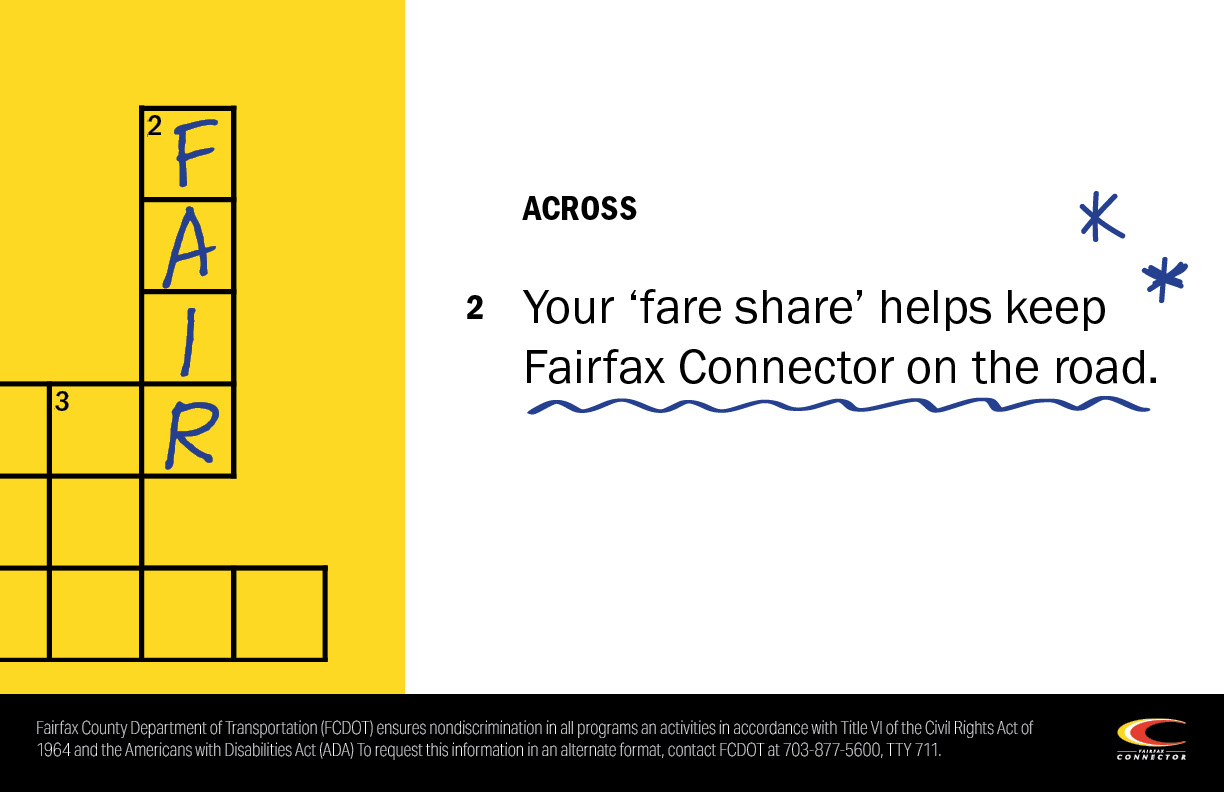 2
F
A
I
3
R
ACROSS
2 Your ‘fare share’ helps keep
Fairfax Connector on the road.
Fairfax County Department of Transportation (FCDOT) ensures nondiscrimination in all programs an activities in accordance with Title VI of the Civil Rights Act of
1964 and the Americans with Disabilities Act (ADA) To request this information in an alternate format, contact FCDOT at 703-877-5600, TTY 711.
FAIRFAX
CONNECTOR